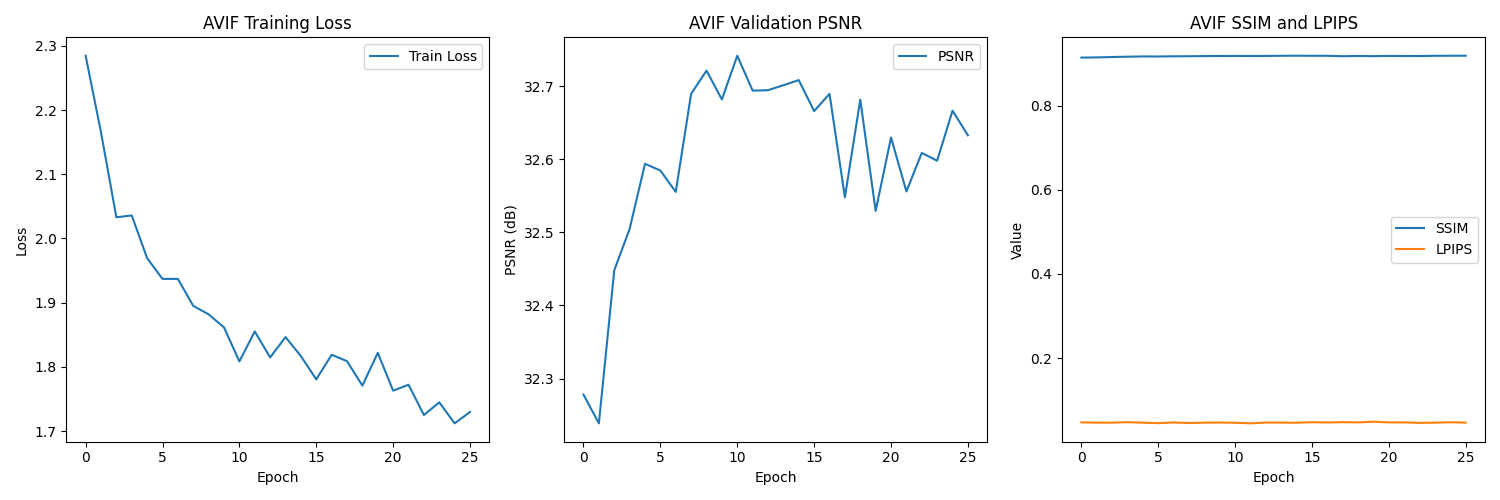 AVIF Training Loss
Train Loss
2.3
2.2
2.1
2.0
1.9
1.8
1.7
Loss
0 5 10 15 20 25
Epoch
AVIF Validation PSNR
PSNR
32.7
32.6
32.5
32.4
32.3
PSNR (dB)
0 5 10 15 20 25
Epoch
AVIF SSIM and LPIPS
0.8
0.6
0.4
0.2
Value
SSIM
LPIPS
0 5 10 15 20 25
Epoch